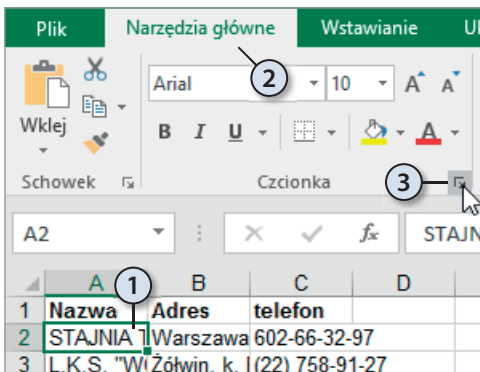 Plik Narzędzia główne Wstawianie
2
Arial 10 A A
Wklej B I U A
Schowek Czcionka 3
A2 fx STAJN
A B C D
1
1 Nazwa Adres telefon
2 STAJNIA T Warszawa 602-66-32-97
3 L.K.S. "W Żółwin, k. (22) 758-91-27